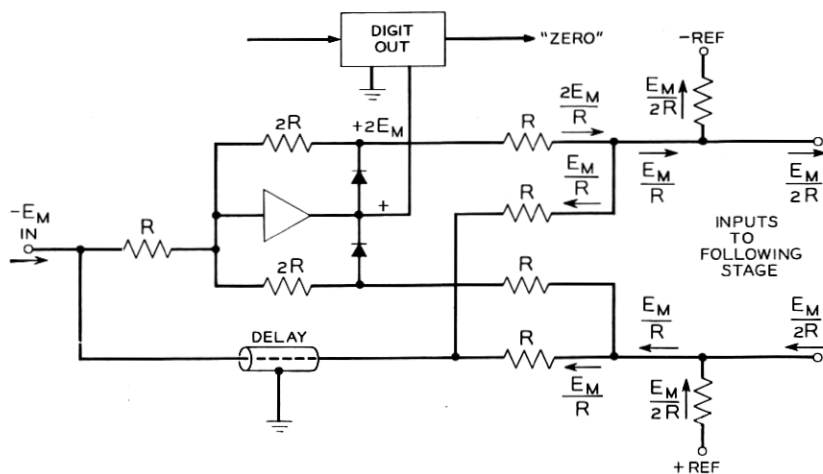 DIGIT
OUT
"ZERO"
-REF
2R
+2E_M
R
2E_M/R
E_M/2R
E_M/R
E_M/2R
E_M/R
R
+
-E_M
IN
R
INPUTS
TO
FOLLOWING
STAGE
2R
R
DELAY
E_M/R
E_M/2R
R
E_M/R
E_M/2R
+ REF